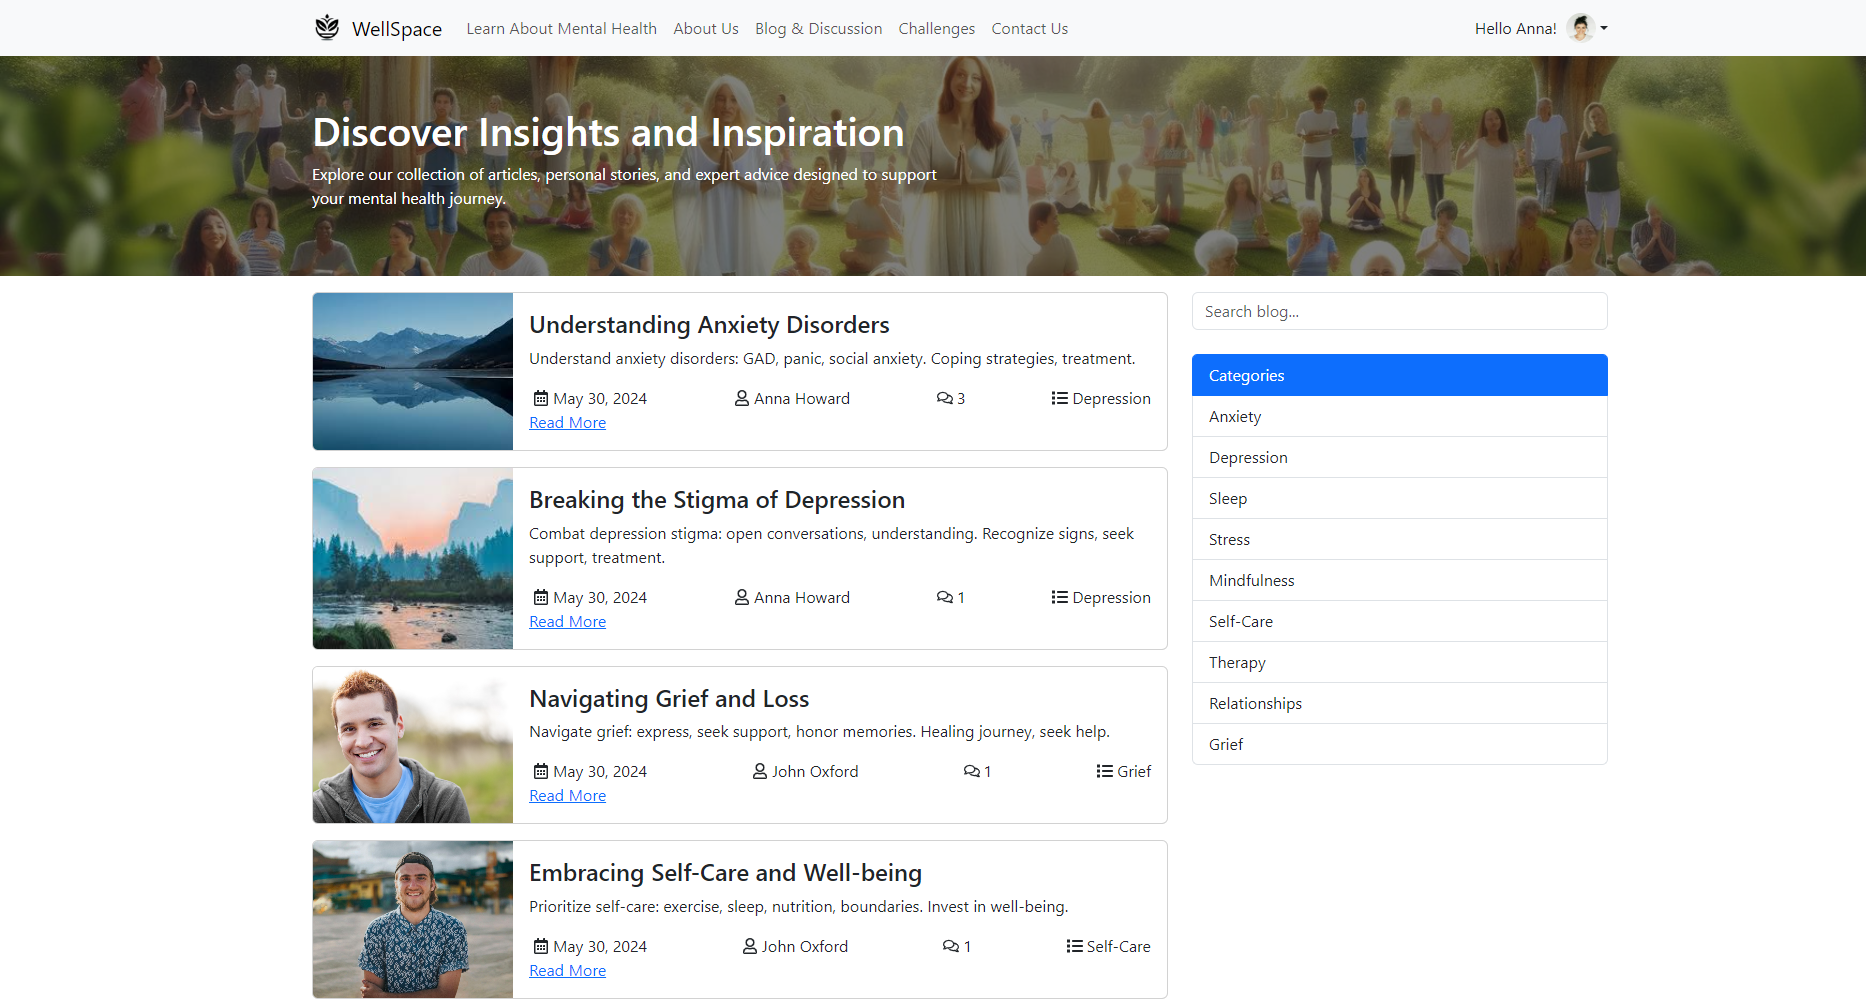 WellSpace Learn About Mental Health About Us Blog & Discussion Challenges Contact Us Hello Anna!
Discover Insights and Inspiration
Explore our collection of articles, personal stories, and expert advice designed to support
your mental health journey.
Understanding Anxiety Disorders
Understand anxiety disorders: GAD, panic, social anxiety. Coping strategies, treatment.
May 30, 2024 Anna Howard 3 Depression
Read More
Breaking the Stigma of Depression
Combat depression stigma: open conversations, understanding. Recognize signs, seek
support, treatment.
May 30, 2024 Anna Howard 1 Depression
Read More
Navigating Grief and Loss
Navigate grief: express, seek support, honor memories. Healing journey, seek help.
May 30, 2024 John Oxford 1 Grief
Read More
Embracing Self-Care and Well-being
Prioritize self-care: exercise, sleep, nutrition, boundaries. Invest in well-being.
May 30, 2024 John Oxford 1 Self-Care
Read More
Search blog...
Categories
Anxiety
Depression
Sleep
Stress
Mindfulness
Self-Care
Therapy
Relationships
Grief